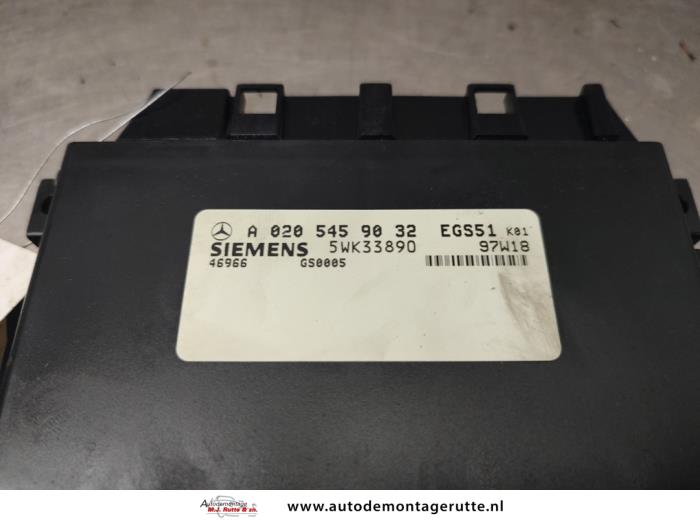 A 020 545 90 32 EGS51 K01
SIEMENS 5WK33890 97W18
46966 GS0005
Autodemontage
M.J. Rutte & zn.
www.autodemontagerutte.nl